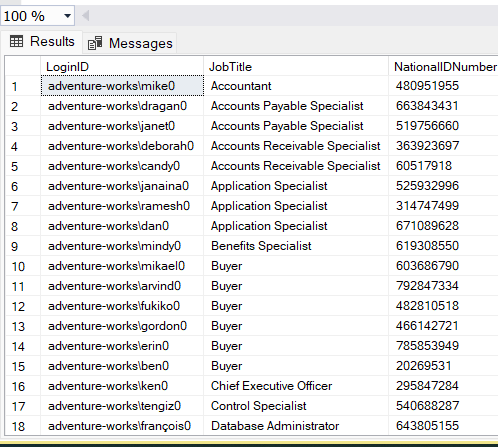 100 %
Results Messages
LoginID JobTitle NationalIDNumber
1 adventure-works\mike0 Accountant 480951955
2 adventure-works\dragan0 Accounts Payable Specialist 663843431
3 adventure-works\janet0 Accounts Payable Specialist 519756660
4 adventure-works\deborah0 Accounts Receivable Specialist 363923697
5 adventure-works\candy0 Accounts Receivable Specialist 60517918
6 adventure-works\janaina0 Application Specialist 525932996
7 adventure-works\ramesh0 Application Specialist 314747499
8 adventure-works\dan0 Application Specialist 671089628
9 adventure-works\mindy0 Benefits Specialist 619308550
10 adventure-works\mikael0 Buyer 603686790
11 adventure-works\arvind0 Buyer 792847334
12 adventure-works\fukiko0 Buyer 482810518
13 adventure-works\gordon0 Buyer 466142721
14 adventure-works\erin0 Buyer 785853949
15 adventure-works\ben0 Buyer 20269531
16 adventure-works\ken0 Chief Executive Officer 295847284
17 adventure-works\tengiz0 Control Specialist 540688287
18 adventure-works\françois0 Database Administrator 643805155